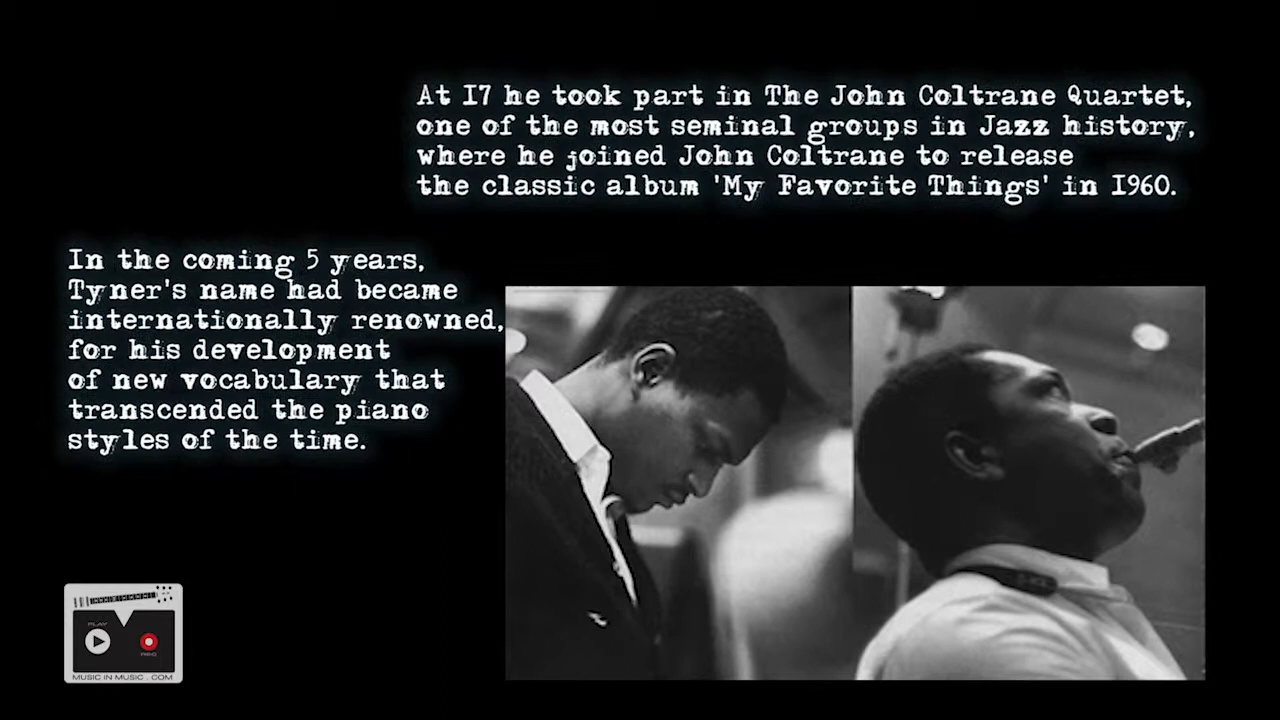 At 17 he took part in The John Coltrane Quartet,
one of the most seminal groups in Jazz history,
where he joined John Coltrane to release
the classic album 'My Favorite Things' in 1960.
In the coming 5 years,
Tyner's name had became
internationally renowned,
for his development
of new vocabulary that
transcended the piano
styles of the time.
PLAY
REC
MUSIC IN MUSIC . COM